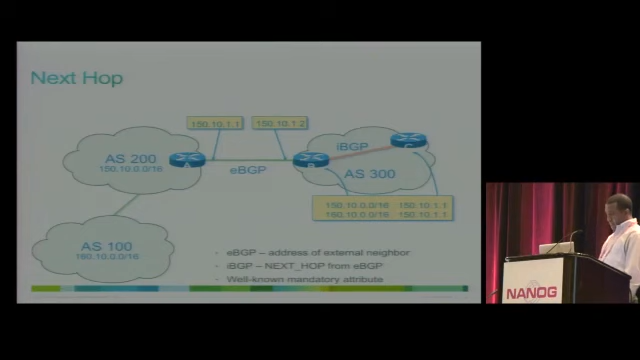 Next Hop
150.10.1.1
150.10.1.2
AS 200
150.10.0.0/16
A
eBGP
B
iBGP
C
AS 300
150.10.0.0/16 150.10.1.1
160.10.0.0/16 150.10.1.1
AS 100
160.10.0.0/16
- eBGP – address of external neighbor
- iBGP – NEXT_HOP from eBGP
- Well-known mandatory attribute
NANOG